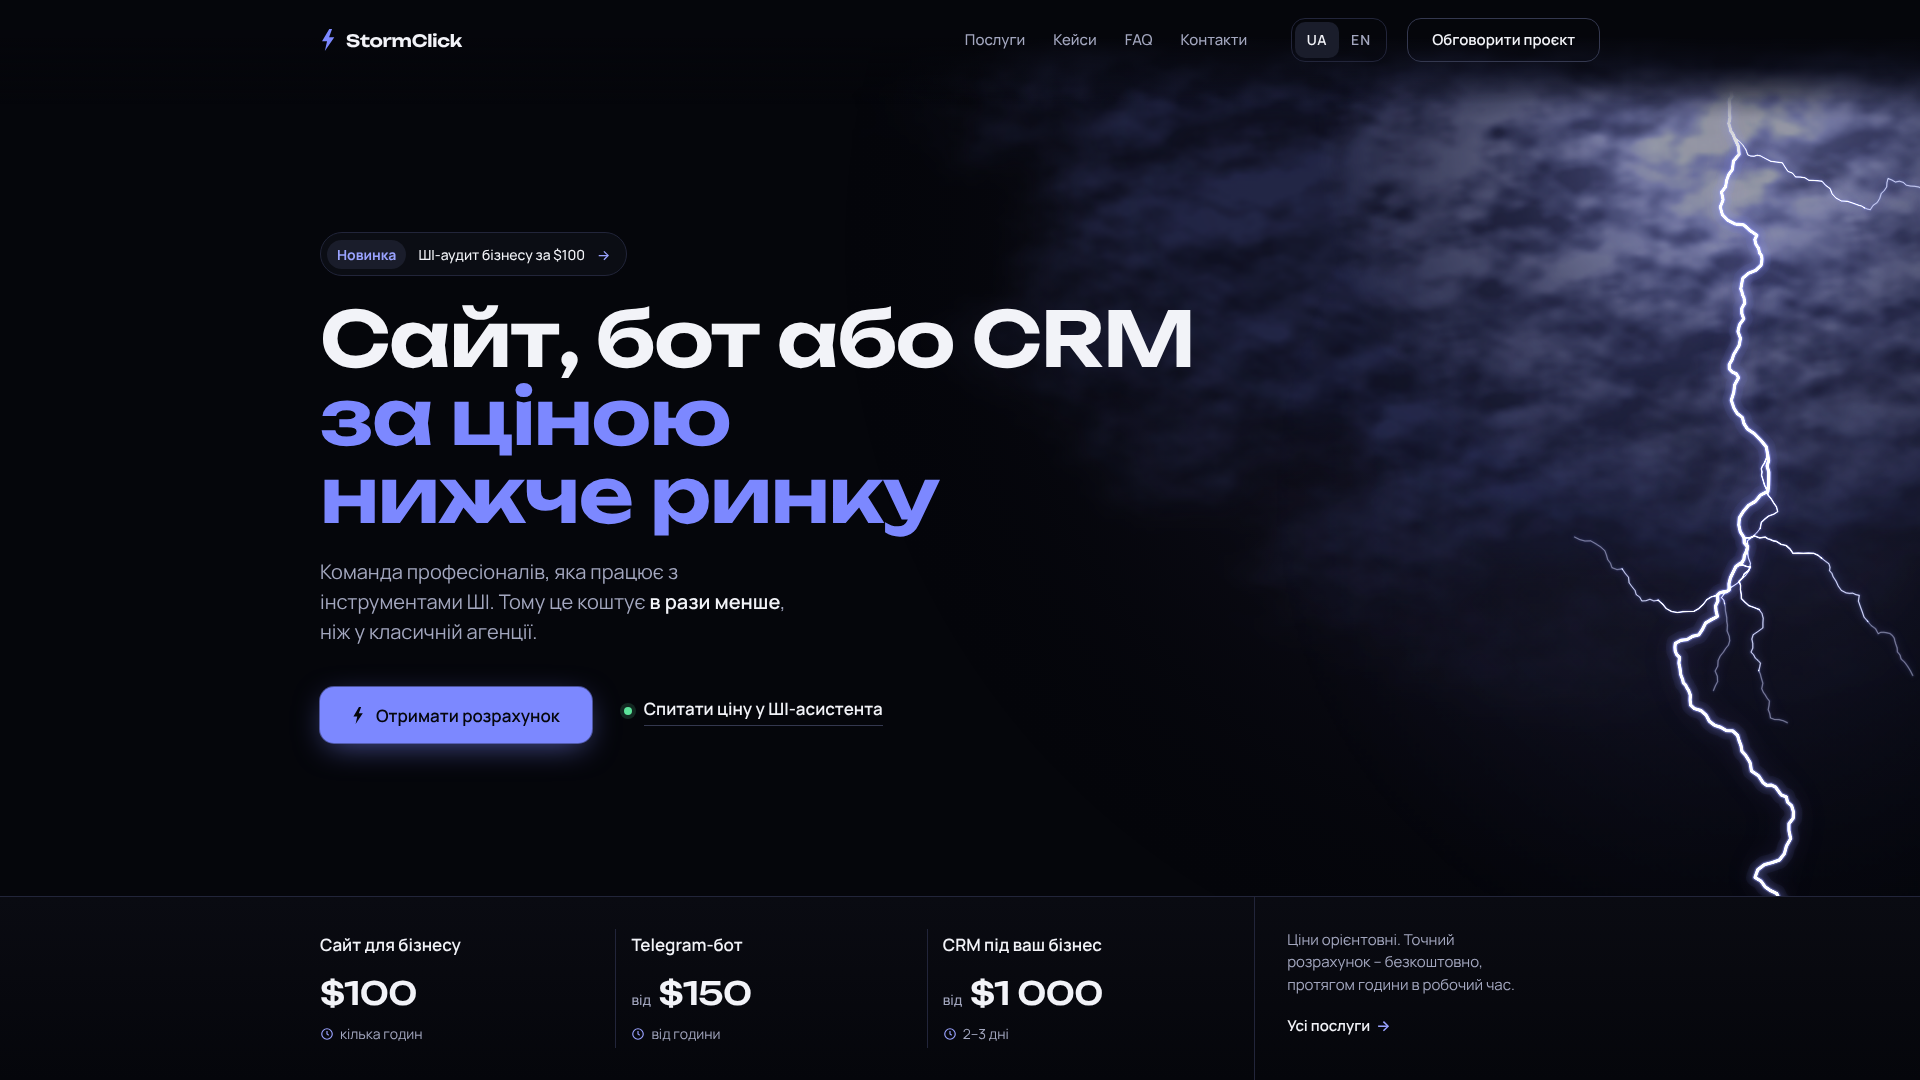 StormClick
Послуги
Кейси
FAQ
Контакти
UA
EN
Обговорити проєкт
Новинка
ШІ-аудит бізнесу за $100 →
Сайт, бот або CRM
за ціною
нижче ринку
Команда професіоналів, яка працює з
інструментами ШІ. Тому це коштує в рази менше,
ніж у класичній агенції.
Отримати розрахунок
Спитати ціну у ШІ-асистента
Сайт для бізнесу
$100
кілька годин
Telegram-бот
від $150
від години
CRM під ваш бізнес
від $1 000
2–3 дні
Ціни орієнтовні. Точний
розрахунок – безкоштовно,
протягом години в робочий час.
Усі послуги →